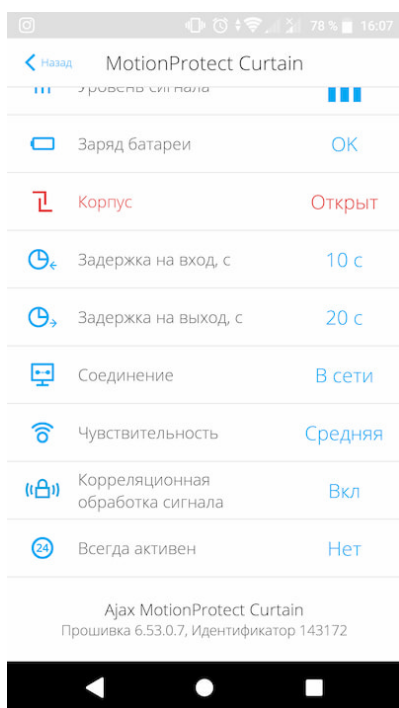 78 % 16:07
Назад MotionProtect Curtain
Уровень сигнала
Заряд батареи OK
Корпус Открыт
Задержка на вход, с 10 с
Задержка на выход, с 20 с
Соединение В сети
Чувствительность Средняя
Корреляционная
обработка сигнала Вкл
24 Всегда активен Нет
Ajax MotionProtect Curtain
Прошивка 6.53.0.7, Идентификатор 143172